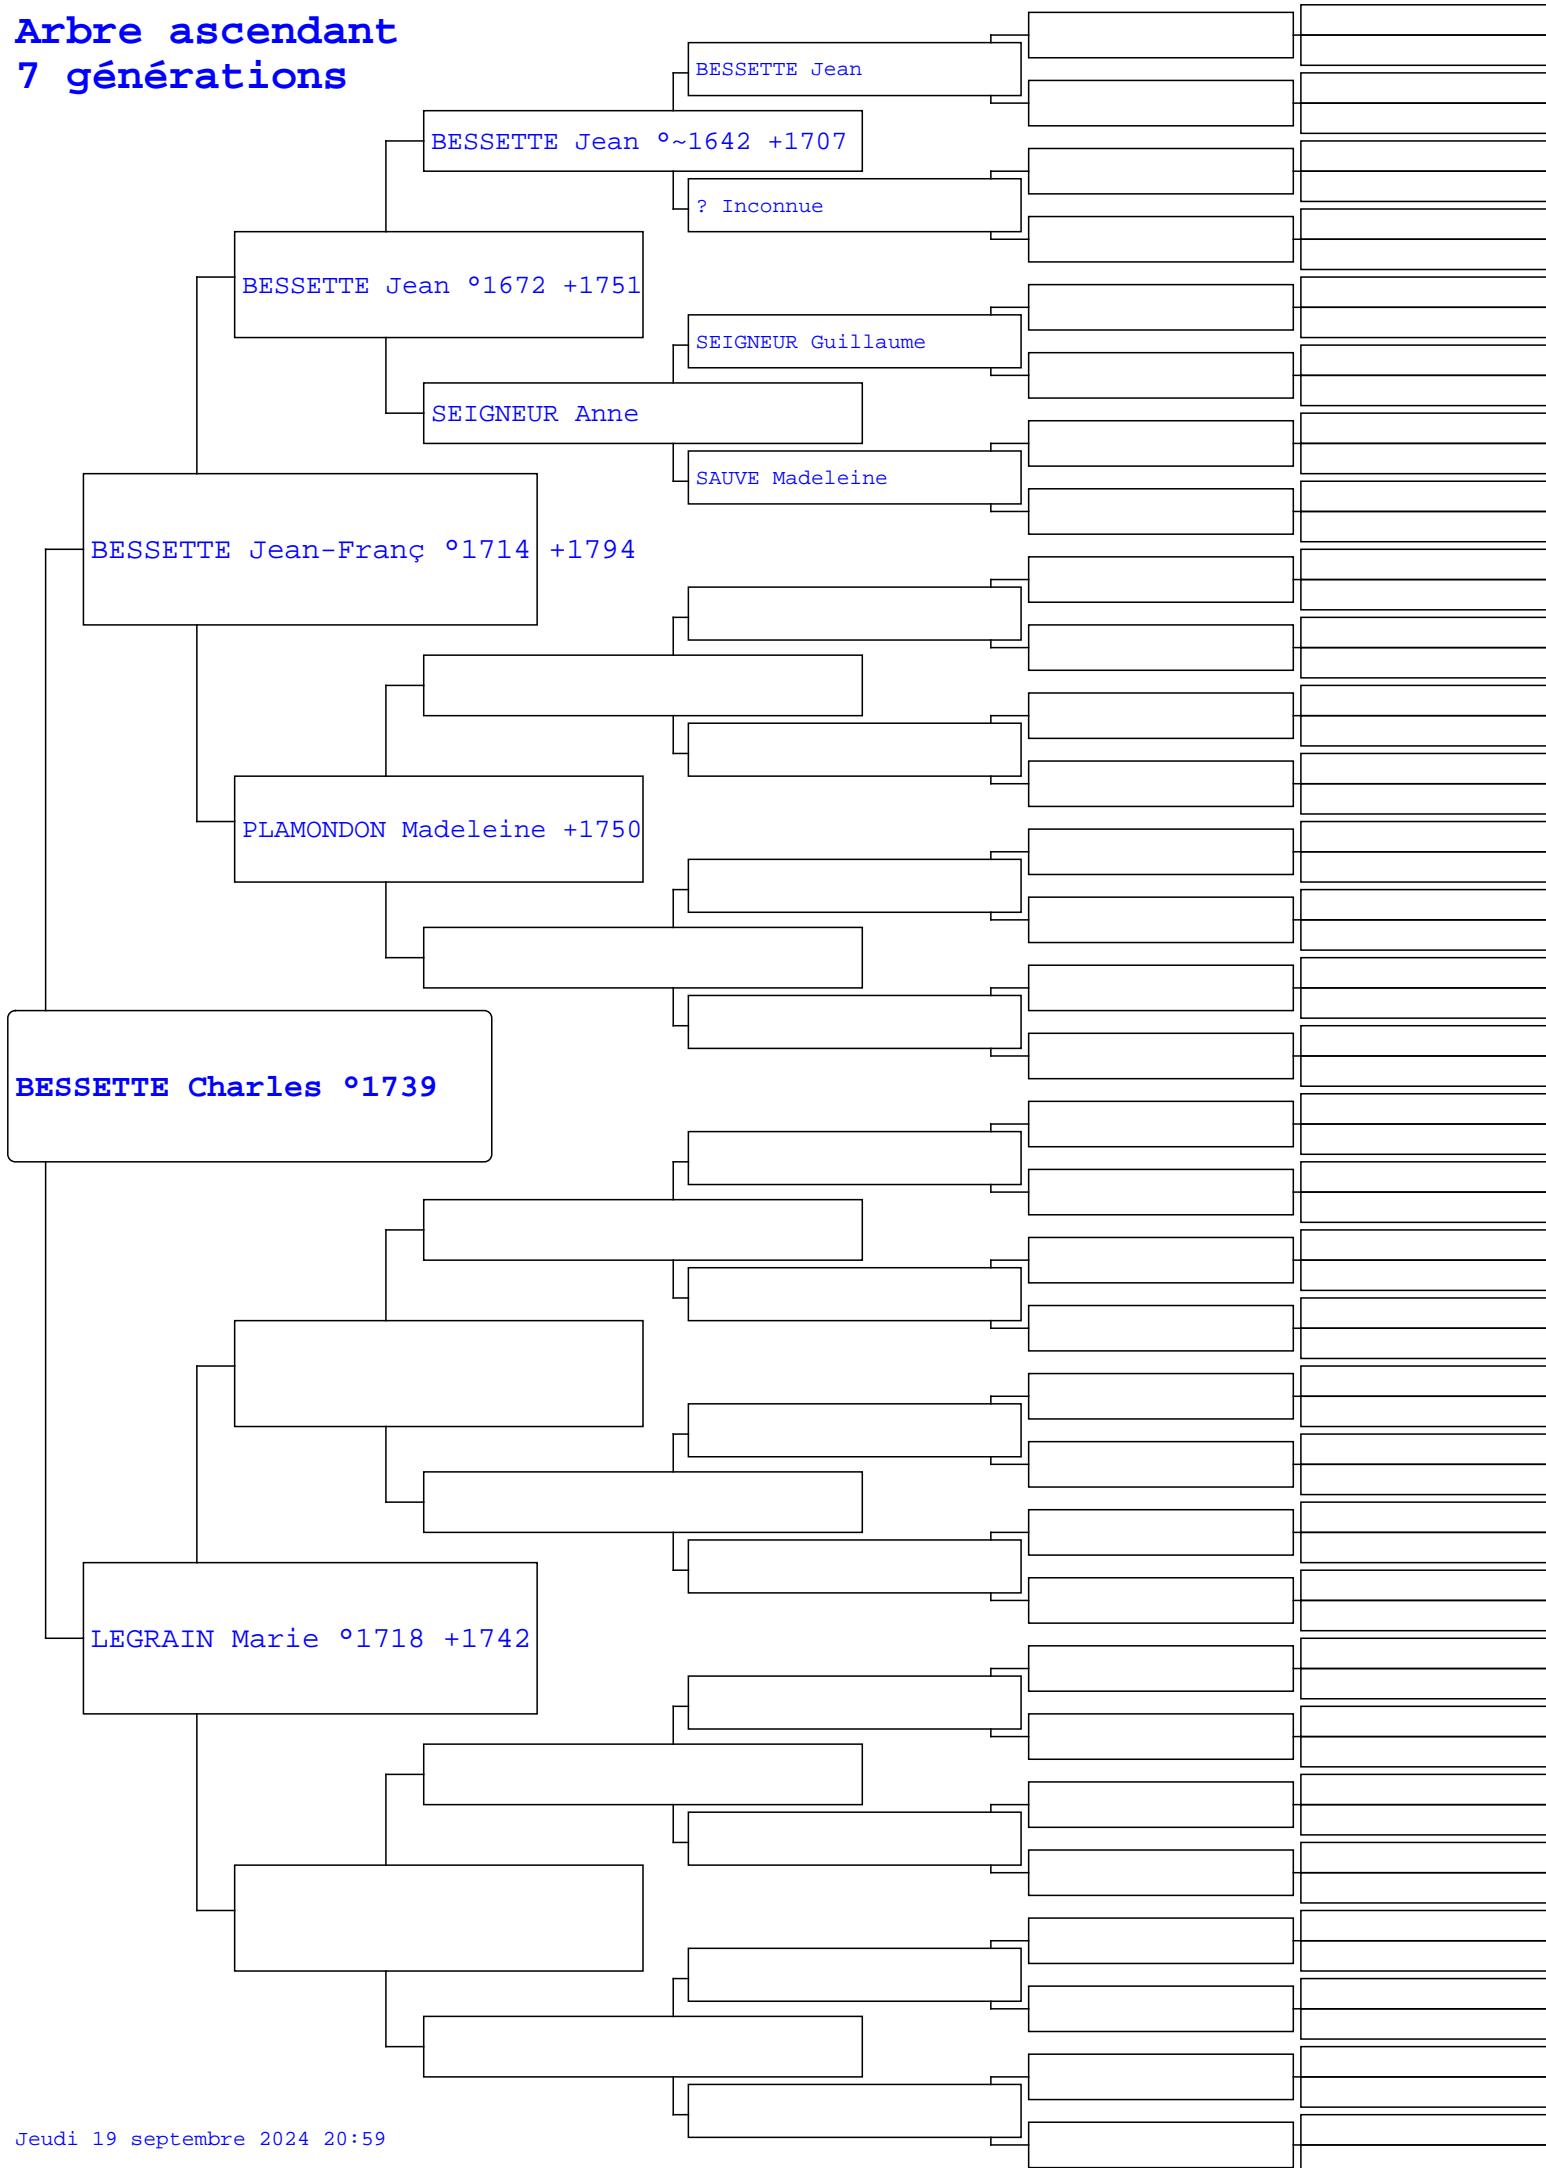 Arbre ascendant
7 générations
BESSETTE Jean
BESSETTE Jean °~1642 +1707
? Inconnue
BESSETTE Jean °1672 +1751
SEIGNEUR Guillaume
SEIGNEUR Anne
SAUVE Madeleine
BESSETTE Jean-Franç °1714 +1794
PLAMONDON Madeleine +1750
BESSETTE Charles °1739
LEGRAIN Marie °1718 +1742
Jeudi 19 septembre 2024 20:59